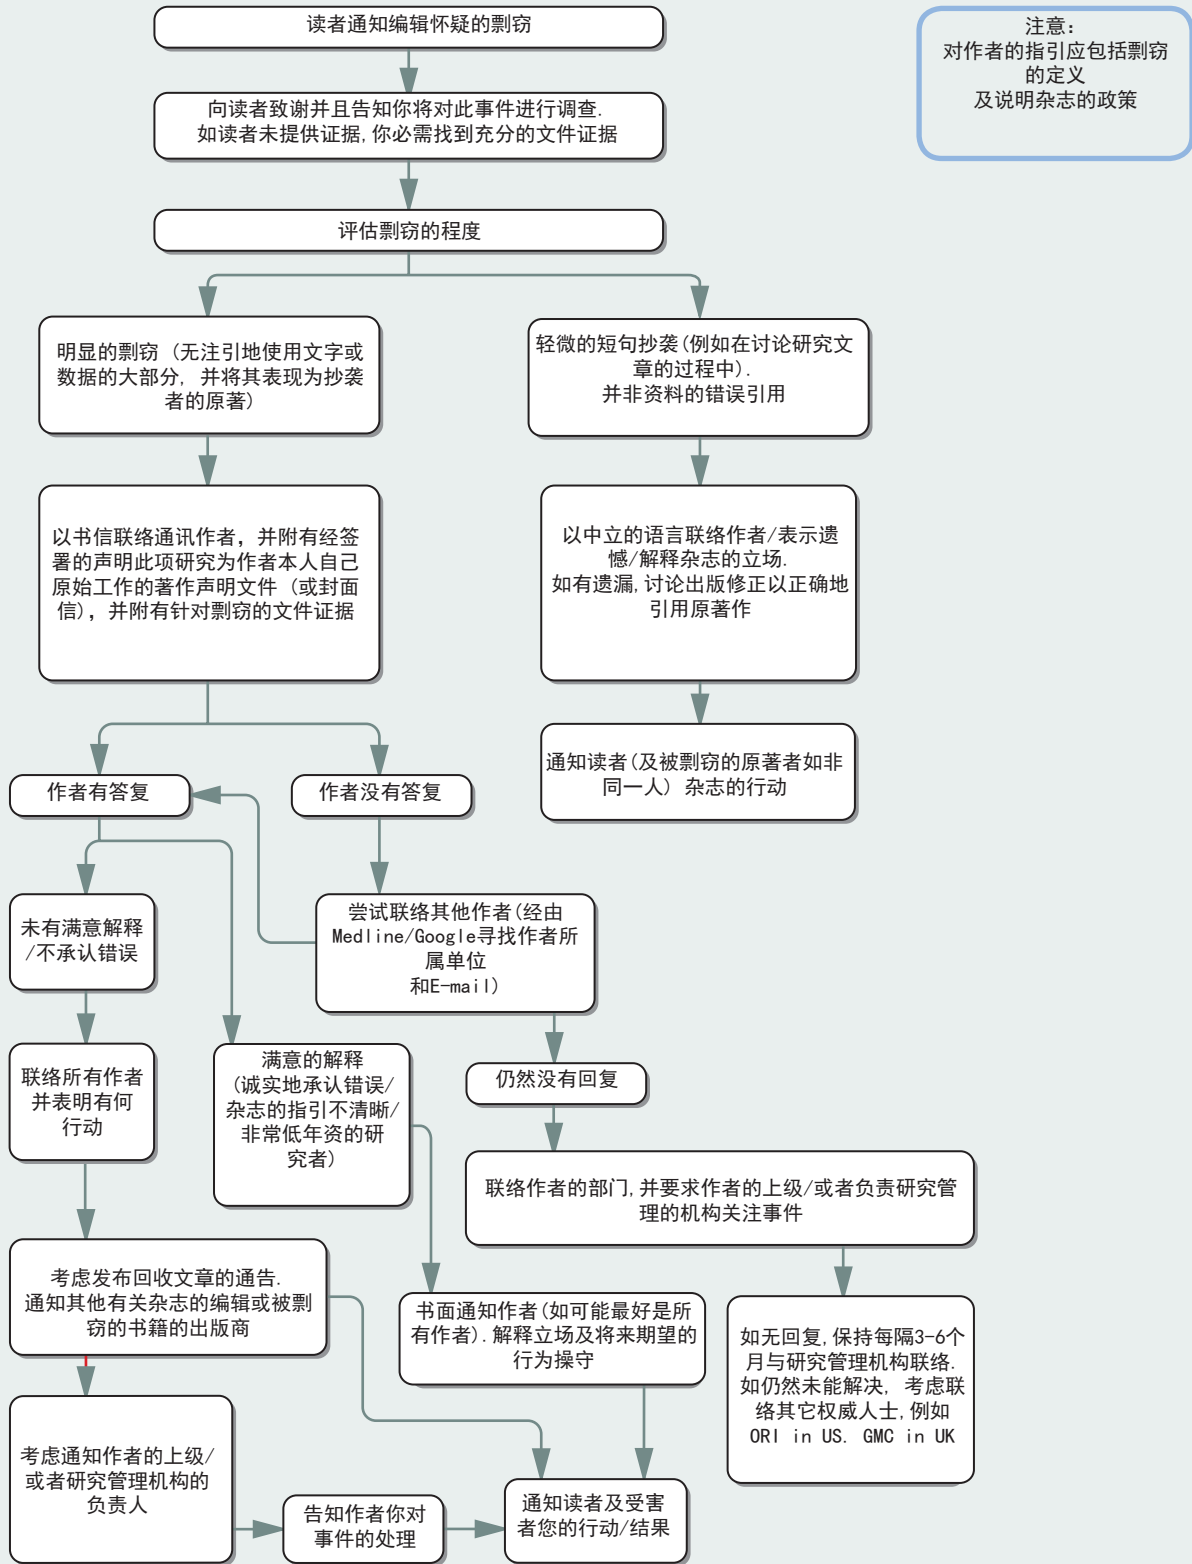 读者通知编辑怀疑的剽窃
注意:
对作者的指引应包括剽窃
的定义
及说明杂志的政策
向读者致谢并且告知你将对此事件进行调查.
如读者未提供证据,你必需找到充分的文件证据
评估剽窃的程度
明显的剽窃 (无注引地使用文字或
数据的大部分, 并将其表现为抄袭
者的原著)
轻微的短句抄袭(例如在讨论研究文
章的过程中).
并非资料的错误引用
以书信联络通讯作者, 并附有经签
署的声明此项研究为作者本人自己
原始工作的著作声明文件 (或封面
信), 并附有针对剽窃的文件证据
以中立的语言联络作者/表示遗
憾/解释杂志的立场.
如有遗漏,讨论出版修正以正确地
引用原著作
通知读者(及被剽窃的原著者如非
同一人) 杂志的行动
作者有答复
作者没有答复
未有满意解释
/不承认错误
尝试联络其他作者(经由
Medline/Google寻找作者所
属单位
和E-mail)
联络所有作者
并表明有何
行动
满意的解释
(诚实地承认错误/
杂志的指引不清晰/
非常低年资的研
究者)
仍然没有回复
联络作者的部门,并要求作者的上级/或者负责研究管
理的机构关注事件
考虑发布回收文章的通告.
通知其他有关杂志的编辑或被剽
窃的书籍的出版商
书面通知作者(如可能最好是所
有作者).解释立场及将来期望的
行为操守
如无回复,保持每隔3-6个
月与研究管理机构联络.
如仍然未能解决, 考虑联
络其它权威人士,例如
ORI in US. GMC in UK
考虑通知作者的上级/
或者研究管理机构的
负责人
告知作者你对
事件的处理
通知读者及受害
者您的行动/结果